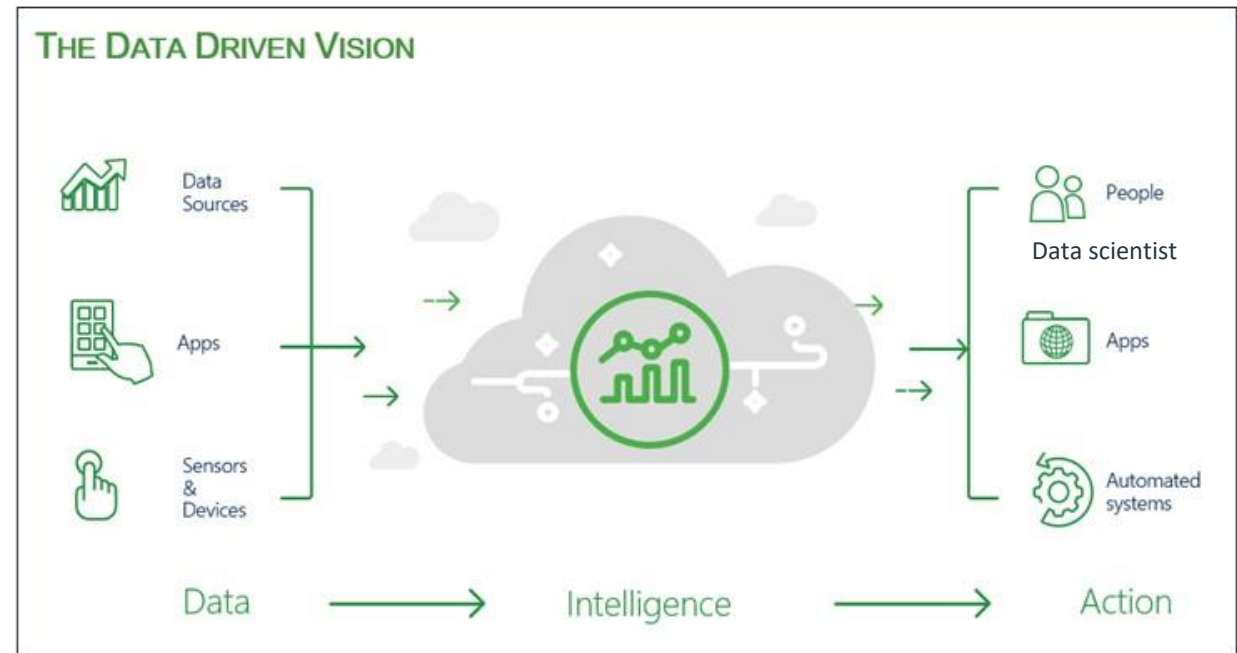 THE DATA DRIVEN VISION
Data
Sources
Apps
Sensors
&
Devices
People
Data scientist
Apps
Automated
systems
Data
Intelligence
Action